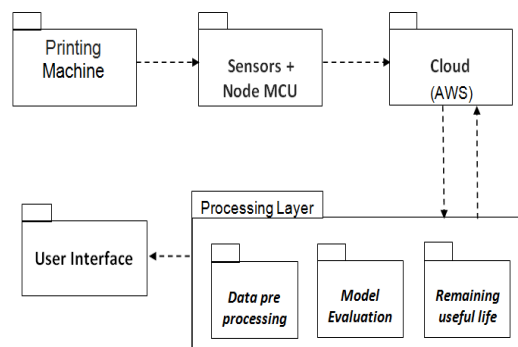 Printing
Machine
Sensors +
Node MCU
Cloud
(AWS)
Processing Layer
User Interface
Data pre
processing
Model
Evaluation
Remaining
useful life